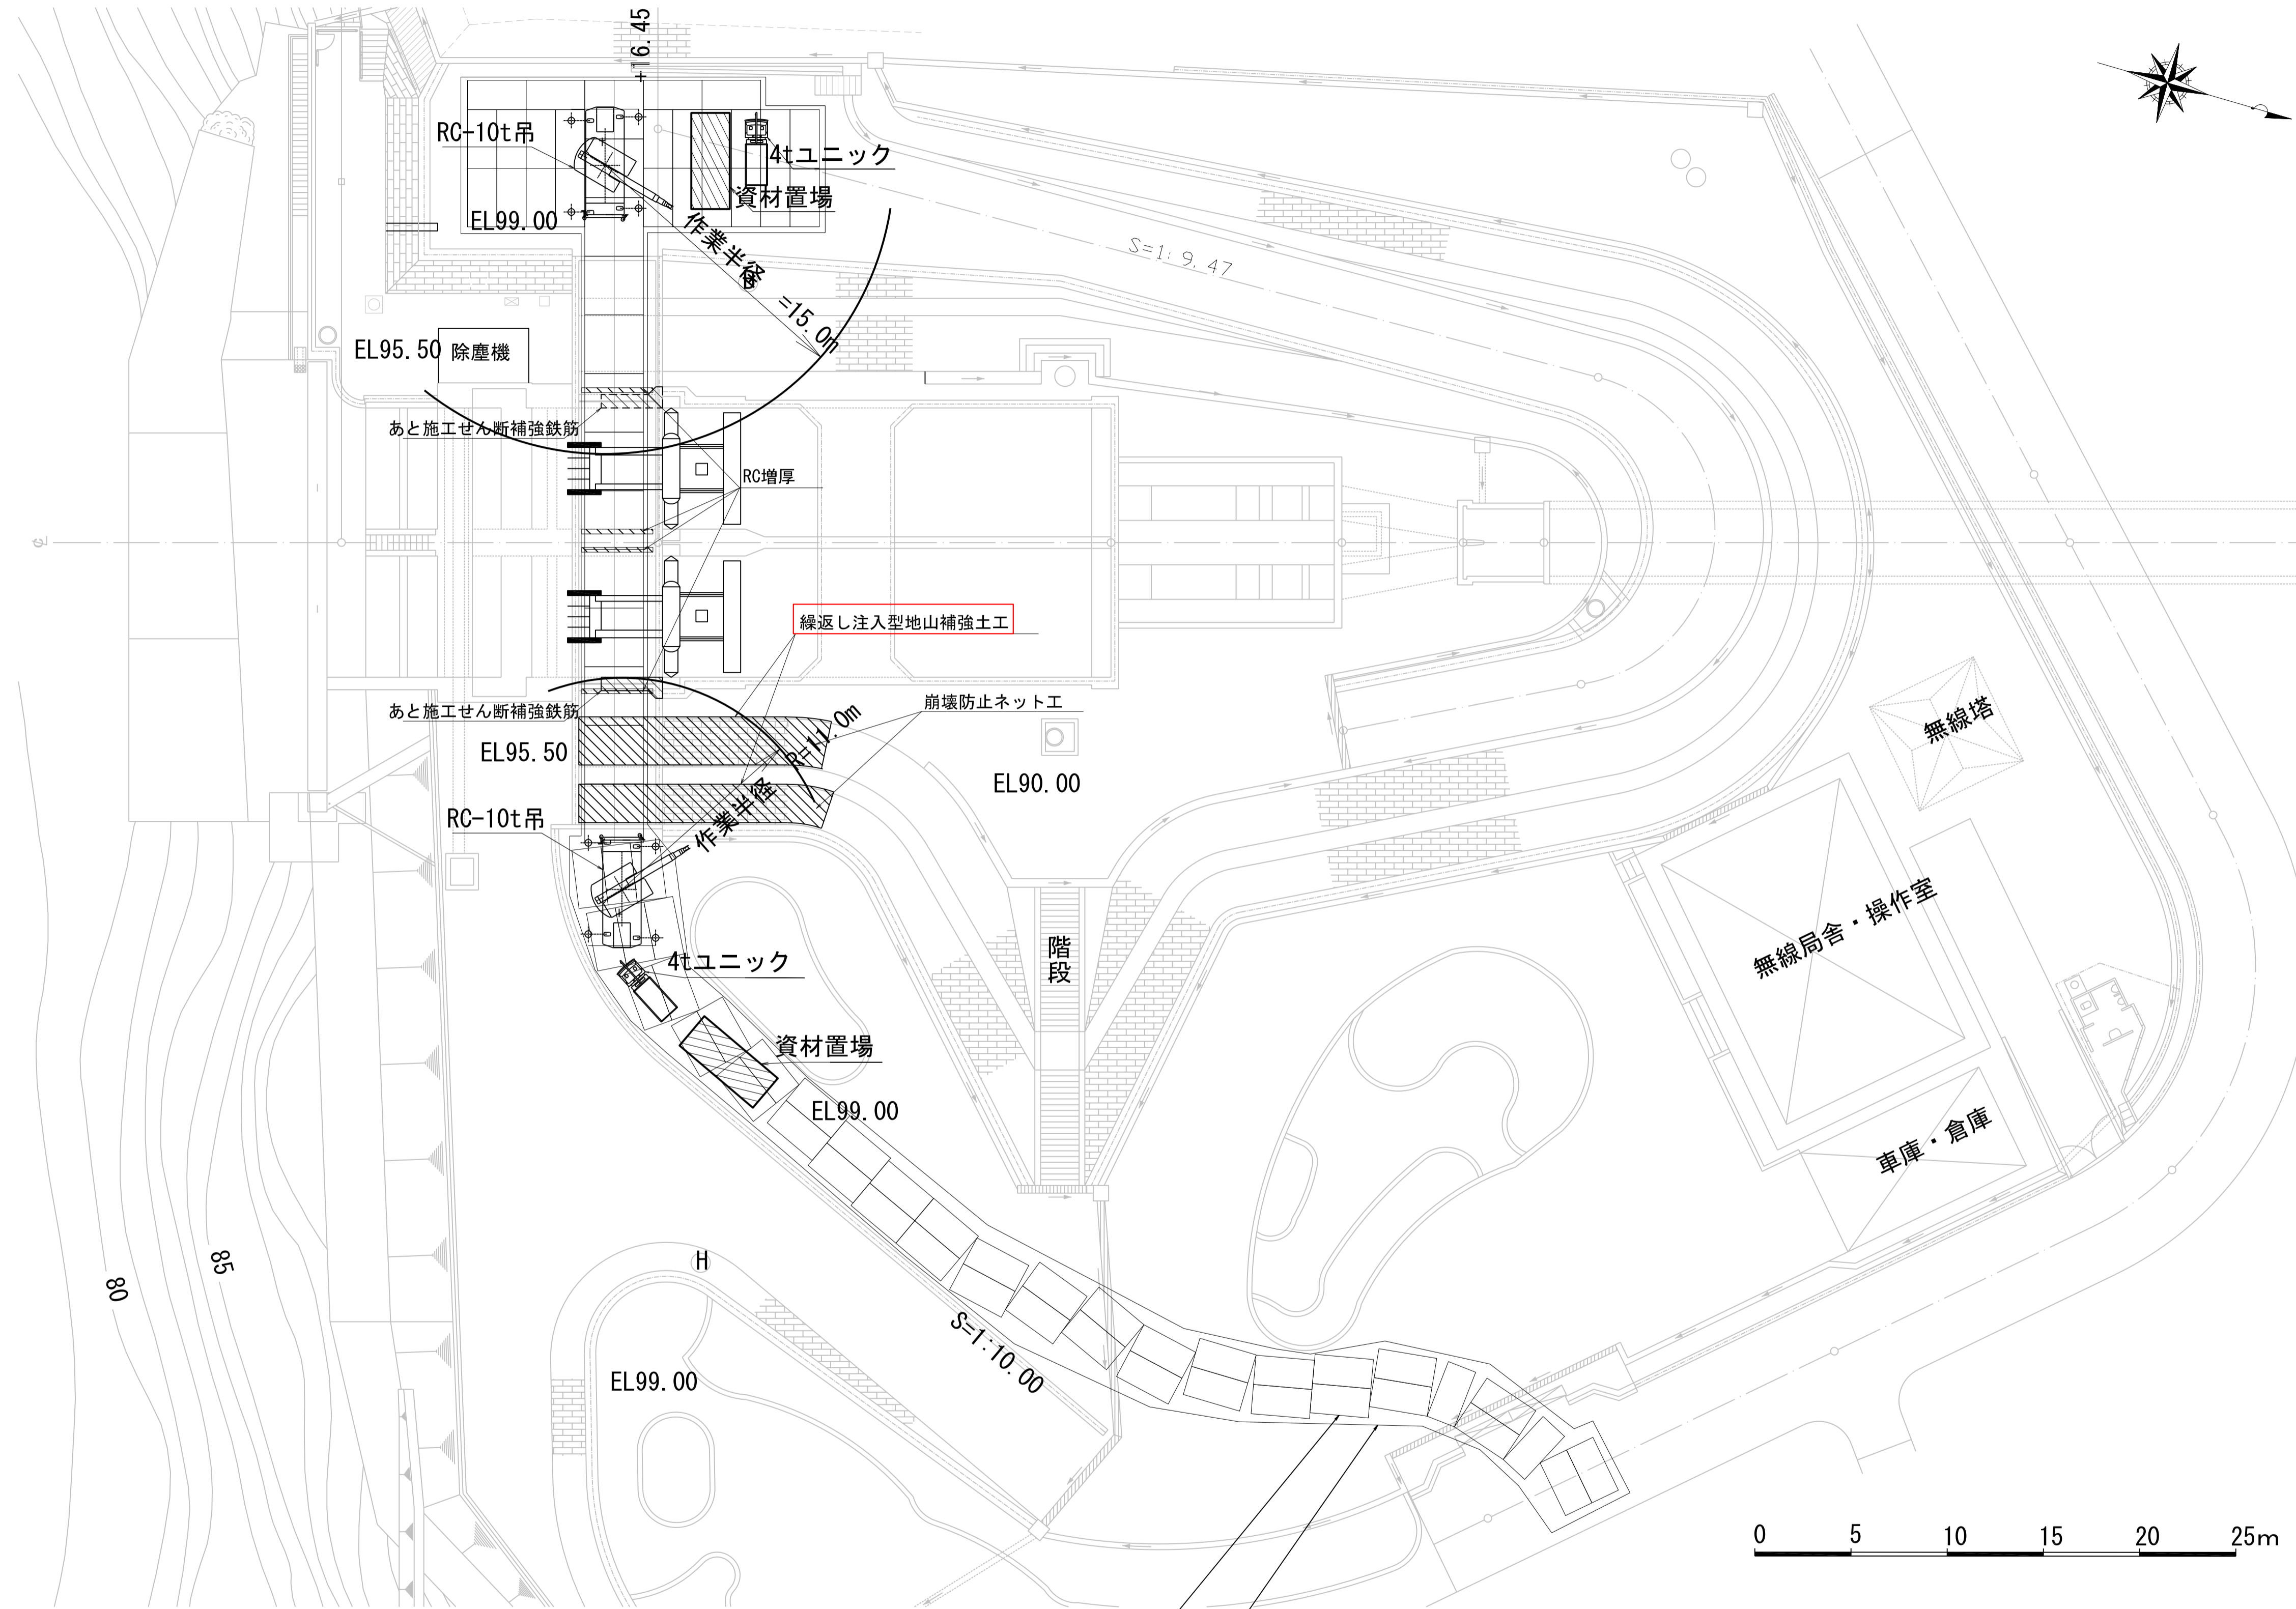 6.45
RC-10t吊
4tユニック
資材置場
EL99.00
作業半径
=15.0m
S=1:9.47
EL95.50
除塵機
あと施工せん断補強鉄筋
RC増厚
繰返し注入型地山補強土工
あと施工せん断補強鉄筋
崩壊防止ネット工
R=11.0m
作業半径
EL95.50
EL90.00
無線塔
RC-10t吊
無線局舎・操作室
階段
4tユニック
資材置場
EL99.00
車庫・倉庫
H
80
85
S=1:10.00
EL99.00
0 5 10 15 20 25m